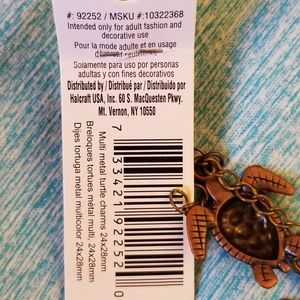 #: 92252 / MSKU #:10322368
Intended only for adult fashion and
decorative use
Pour la mode adulte et en usage
Solamente para uso por personas
adultas y con fines decorativos
Distributed by / Distribué par / Distribuido por
Halcraft USA, Inc. 60 S. MacQuesten Pkwy.
Mt. Vernon, NY 10550
Multi metal turtle charms 24x28mm
Breloques tortues métal multi, 24x28mm
Dijes tortuga metal multicolor 24x28mm
7 33421 92252 0